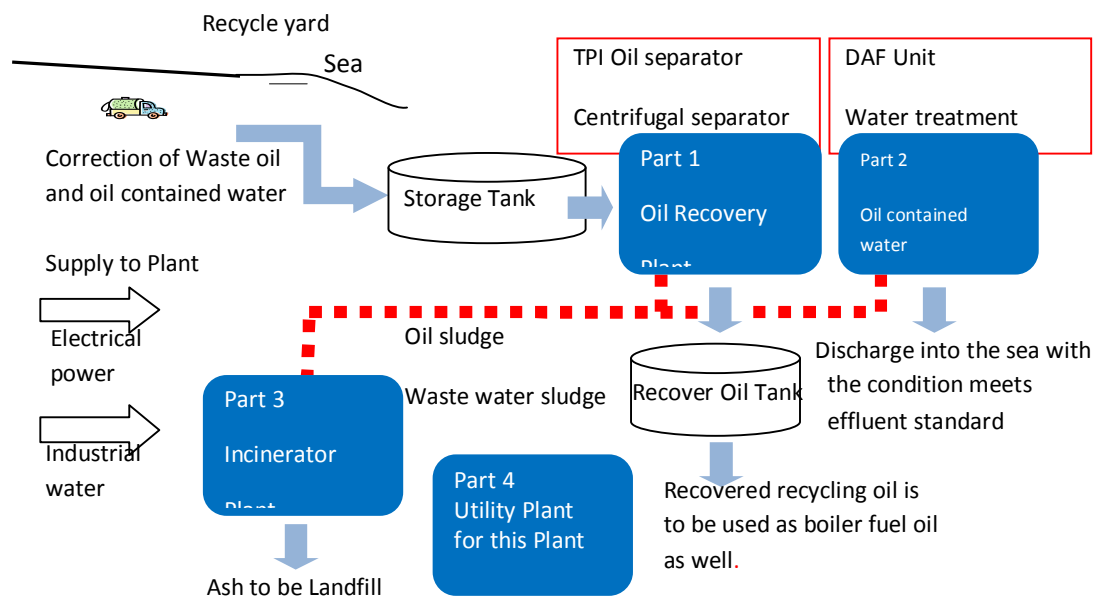 Recycle yard
Sea
TPI Oil separator
Centrifugal separator
DAF Unit
Water treatment
Correction of Waste oil
and oil contained water
Storage Tank
Part 1
Oil Recovery
Plant
Part 2
Oil contained
water
Supply to Plant
Electrical
power
Industrial
water
Oil sludge
Waste water sludge
Recover Oil Tank
Discharge into the sea with
the condition meets
effluent standard
Part 3
Incinerator
Plant
Part 4
Utility Plant
for this Plant
Recovered recycling oil is
to be used as boiler fuel oil
as well.
Ash to be Landfill